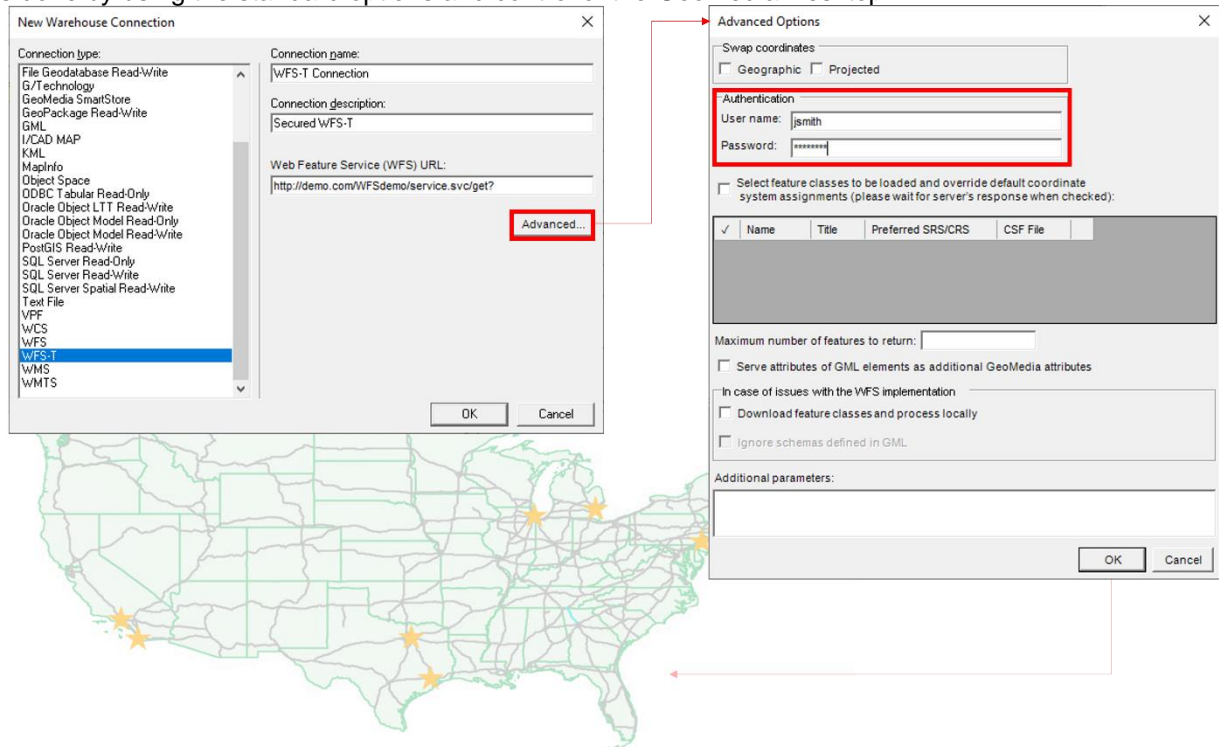 New Warehouse Connection
Connection type:
File Geodatabase Read-Write
G/Technology
GeoMedia SmartStore
GeoPackage Read-Write
GML
I/CAD MAP
KML
MapInfo
Object Space
ODBC Tabular Read-Only
Oracle Object LTT Read-Write
Oracle Object Model Read-Only
Oracle Object Model Read-Write
PostGIS Read-Write
SQL Server Read-Only
SQL Server Read-Write
SQL Server Spatial Read-Write
Text File
VPF
WCS
WFS
WFS-T
WMS
WMTS
Connection name:
WFS-T Connection
Connection description:
Secured WFS-T
Web Feature Service (WFS) URL:
http://demo.com/WFSdemo/service.svc/get?
Advanced...
OK Cancel
Advanced Options
Swap coordinates
Geographic Projected
Authentication
User name: jsmith
Password: ********
Select feature classes to be loaded and override default coordinate
system assignments (please wait for server's response when checked):
✓ Name Title Preferred SRS/CRS CSF File
Maximum number of features to return:
Serve attributes of GML elements as additional GeoMedia attributes
In case of issues with the WFS implementation
Download feature classes and process locally
Ignore schemas defined in GML
Additional parameters:
OK Cancel